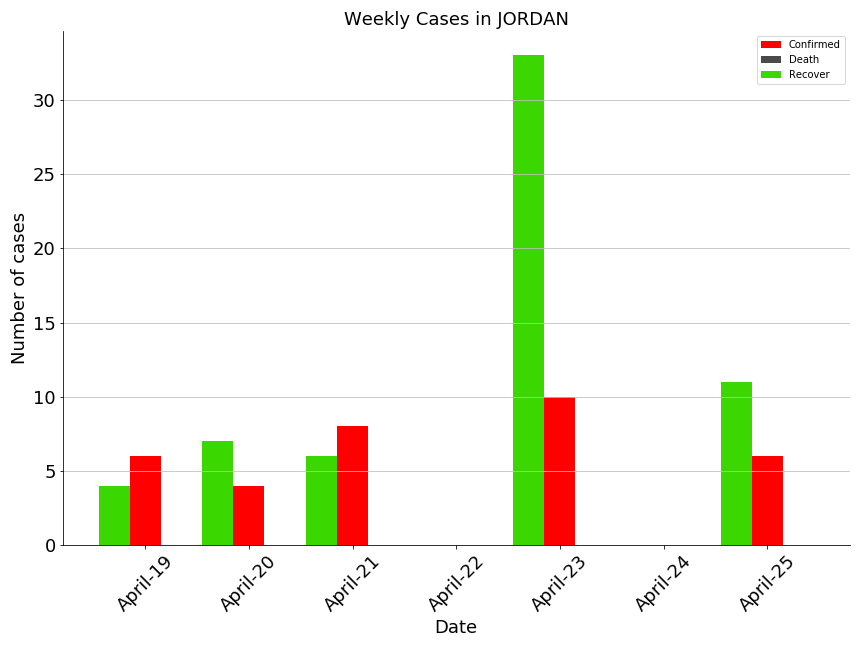 Weekly Cases in JORDAN
Confirmed
Death
Recover
Number of cases
30
25
20
15
10
5
0
April-19
April-20
April-21
April-22
April-23
April-24
April-25
Date